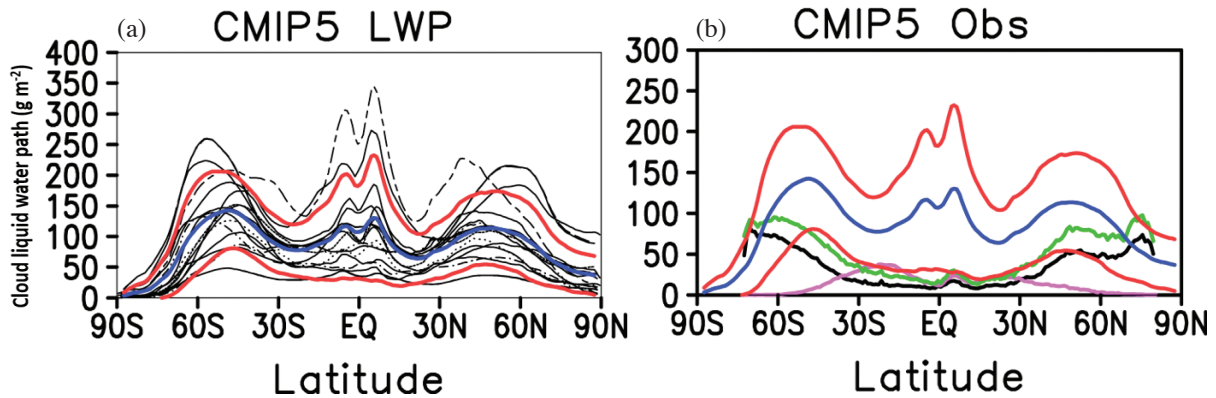 (a) CMIP5 LWP
Cloud liquid water path (g m-2)
400
350
300
250
200
150
100
50
0
90S 60S 30S EQ 30N 60N 90N
Latitude
(b) CMIP5 Obs
300
250
200
150
100
50
0
90S 60S 30S EQ 30N 60N 90N
Latitude